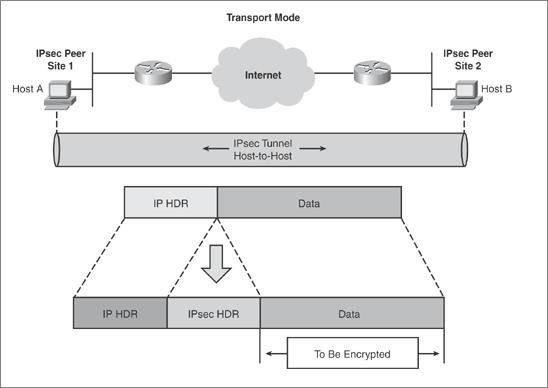 Transport Mode
IPsec Peer
Site 1
IPsec Peer
Site 2
Internet
Host A
Host B
IPsec Tunnel
Host-to-Host
IP HDR
Data
IP HDR
IPsec HDR
Data
To Be Encrypted